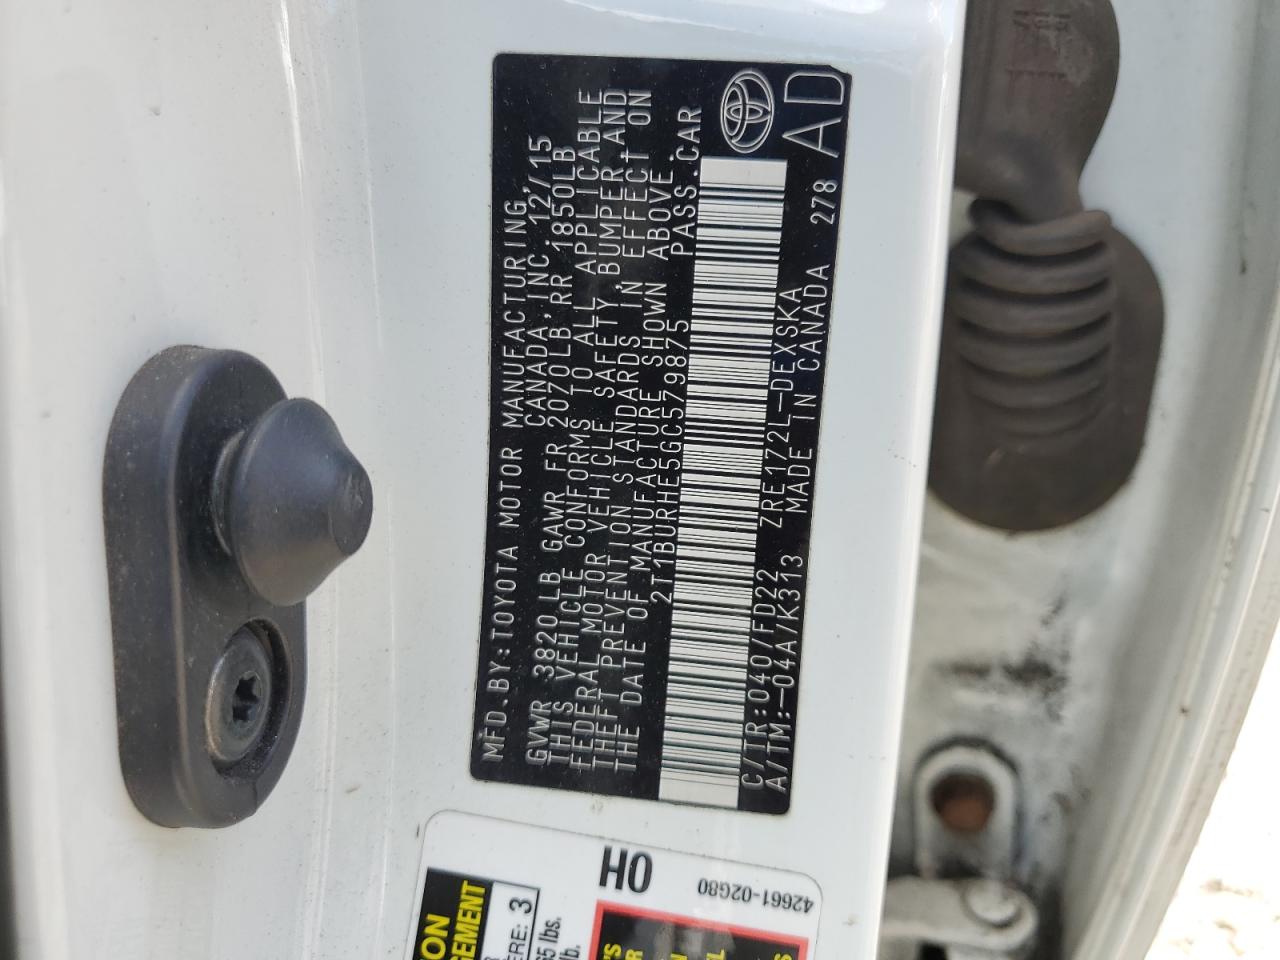 MFD.BY:TOYOTA MOTOR MANUFACTURING,
CANADA,INC.12/15
GVWR 3820LB GAWR FR 2070LB RR 1850LB
THIS VEHICLE CONFORMS TO ALL APPLICABLE
FEDERAL MOTOR VEHICLE SAFETY,BUMPER,AND
THEFT PREVENTION STANDARDS IN EFFECT ON
THE DATE OF MANUFACTURE SHOWN ABOVE.
2T1BURHE5GC579875 PASS.CAR
C/TR:040/FD22 ZRE172L-DEXSKA
A/TM:-04A/K313 MADE IN CANADA 278
AD
H0
42661-02G80